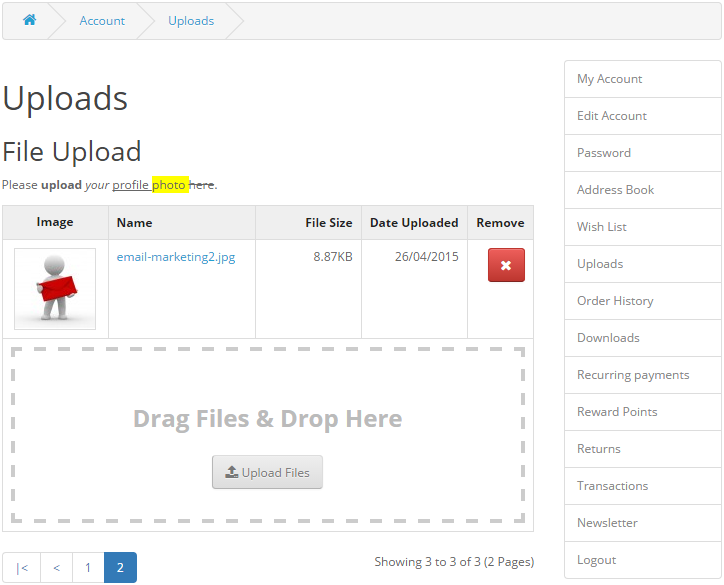 Account Uploads
Uploads
File Upload
Please upload your profile photo here.
Image Name File Size Date Uploaded Remove
email-marketing2.jpg 8.87KB 26/04/2015
Drag Files & Drop Here
Upload Files
|< < 1 2
Showing 3 to 3 of 3 (2 Pages)
My Account
Edit Account
Password
Address Book
Wish List
Uploads
Order History
Downloads
Recurring payments
Reward Points
Returns
Transactions
Newsletter
Logout